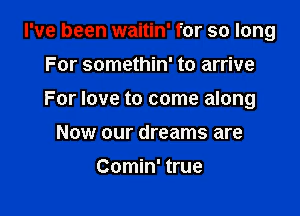 I've been waitin' for so long
For somethin' to arrive
For love to come along
Now our dreams are
Comin' true